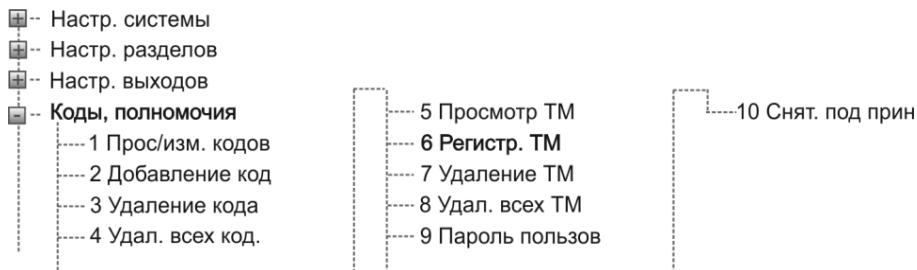 Настр. системы
Настр. разделов
Настр. выходов
Коды, полномочия
1 Прос/изм. кодов
2 Добавление код
3 Удаление кода
4 Удал. всех код.
5 Просмотр ТМ
6 Регистр. ТМ
7 Удаление ТМ
8 Удал. всех ТМ
9 Пароль пользов
10 Снят. под прин